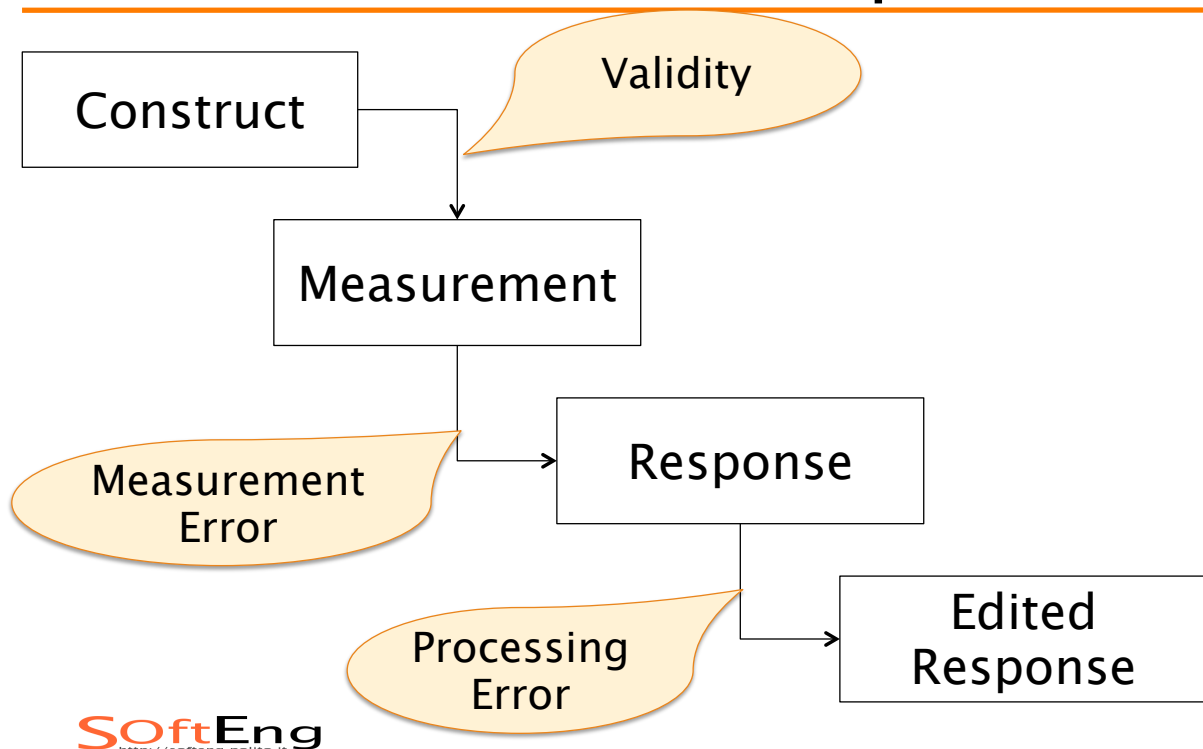 Construct
Validity
Measurement
Measurement
Error
Response
Processing
Error
Edited
Response
SOftEng